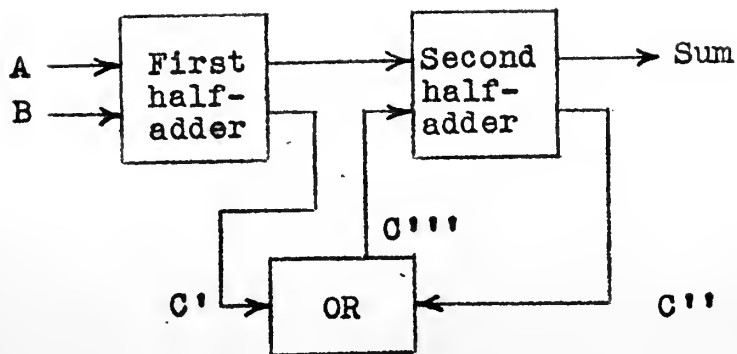 A
B
First
half-
adder
Second
half-
adder
Sum
C'''
C'
OR
C''